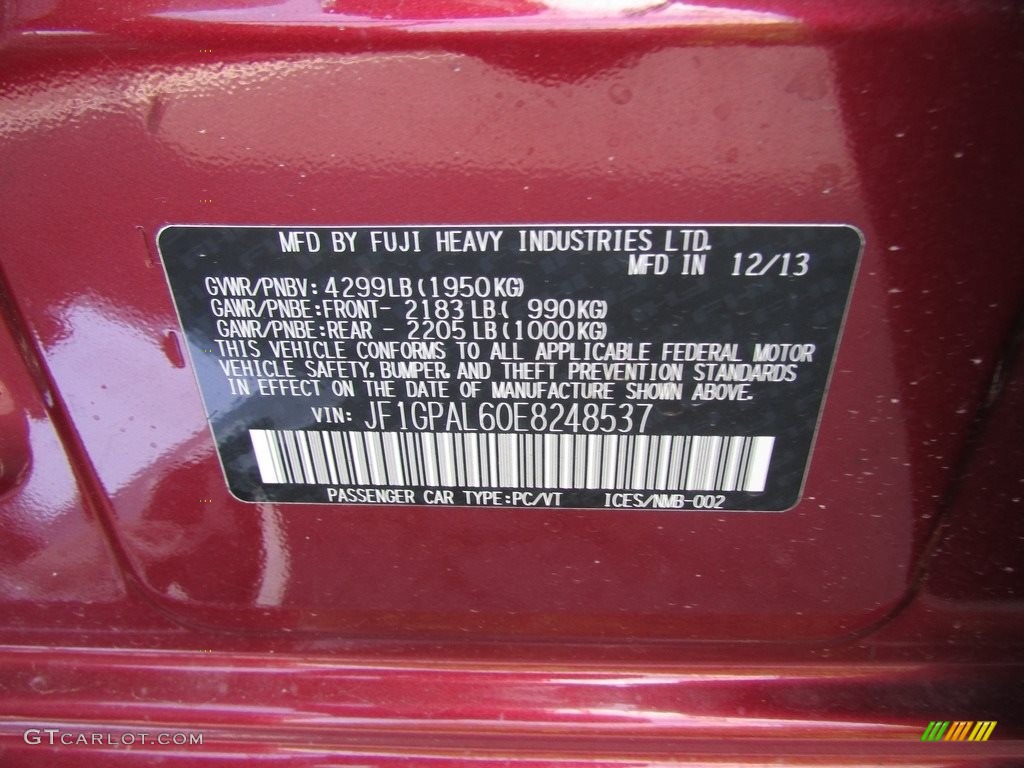 MFD BY FUJI HEAVY INDUSTRIES LTD.
MFD IN 12/13
GVWR/PNBV: 4299LB(1950KG)
GAWR/PNBE:FRONT- 2183LB( 990KG)
GAWR/PNBE:REAR - 2205LB(1000KG)
THIS VEHICLE CONFORMS TO ALL APPLICABLE FEDERAL MOTOR
VEHICLE SAFETY, BUMPER, AND THEFT PREVENTION STANDARDS
IN EFFECT ON THE DATE OF MANUFACTURE SHOWN ABOVE.
VIN: JF1GPAL60E8248537
PASSENGER CAR TYPE:PC/VT ICES/NMB-002
GTCARLOT.COM